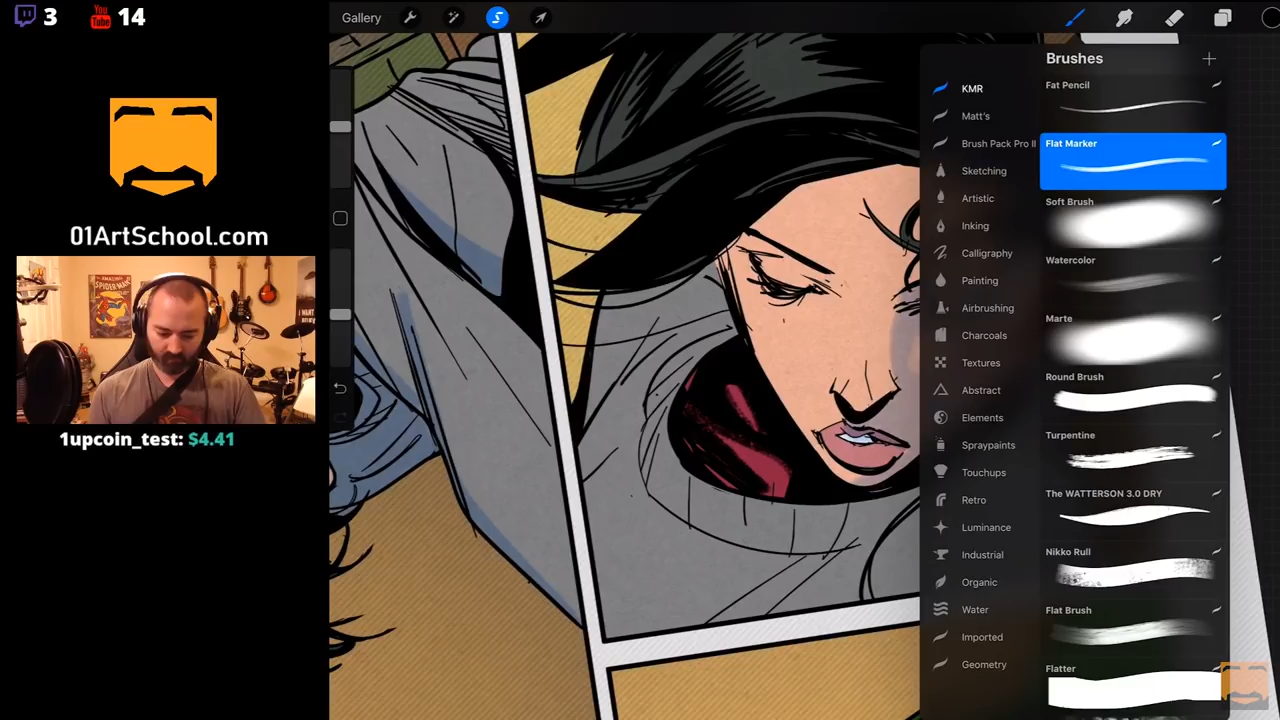 3
You Tube 14
01ArtSchool.com
1upcoin_test: $4.41
Gallery
Brushes
KMR
Matt's
Brush Pack Pro II
Sketching
Artistic
Inking
Calligraphy
Painting
Airbrushing
Charcoals
Textures
Abstract
Elements
Spraypaints
Touchups
Retro
Luminance
Industrial
Organic
Water
Imported
Geometry
Fat Pencil
Flat Marker
Soft Brush
Watercolor
Marte
Round Brush
Turpentine
The WATTERSON 3.0 DRY
Nikko Rull
Flat Brush
Flatter